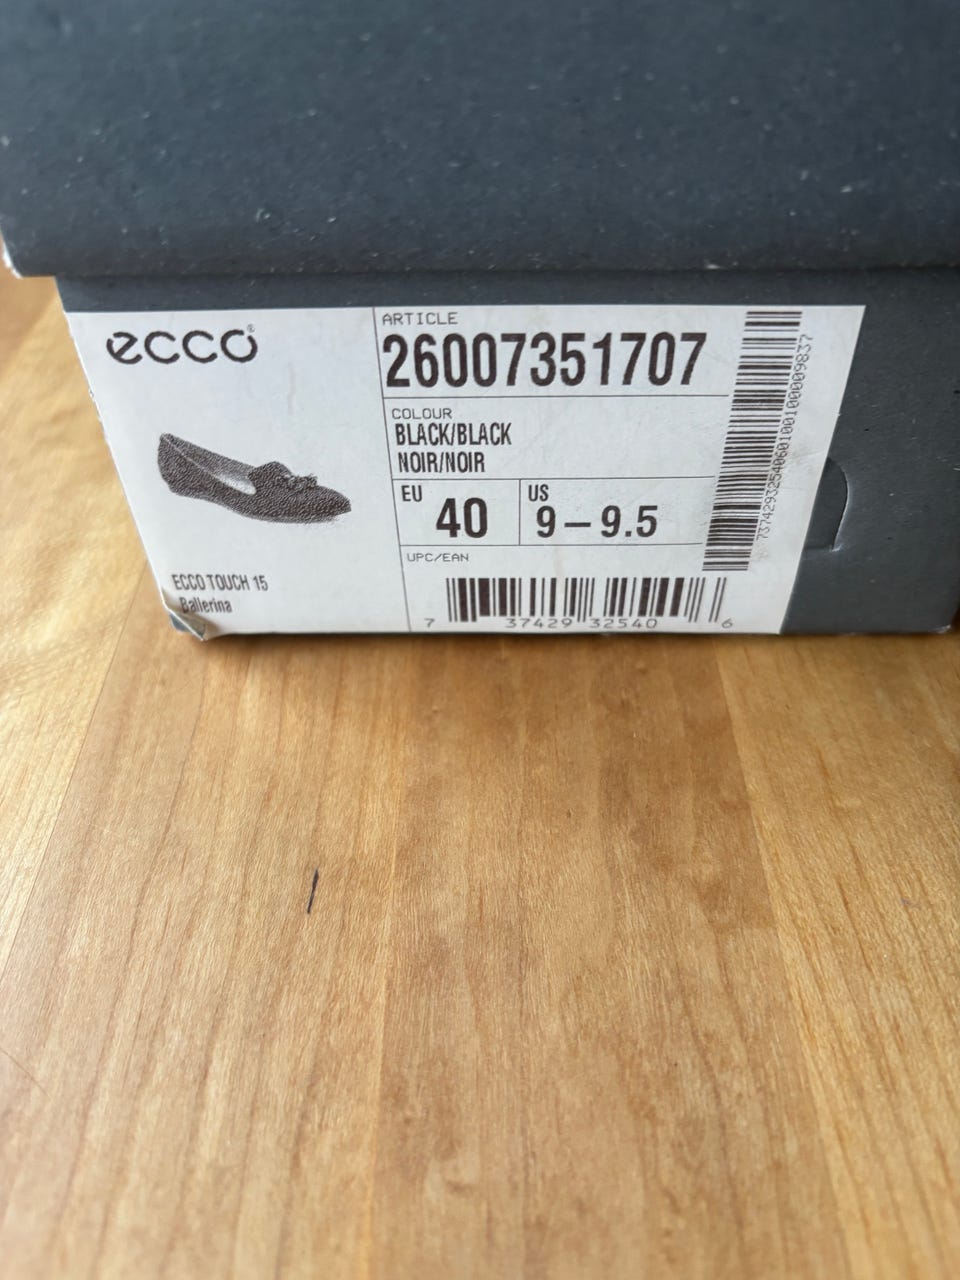 ecco®
ARTICLE
26007351707
COLOUR
BLACK/BLACK
NOIR/NOIR
EU
40
US
9–9.5
UPC/EAN
7 37429 32540 6
ECCO TOUCH 15
Ballerina